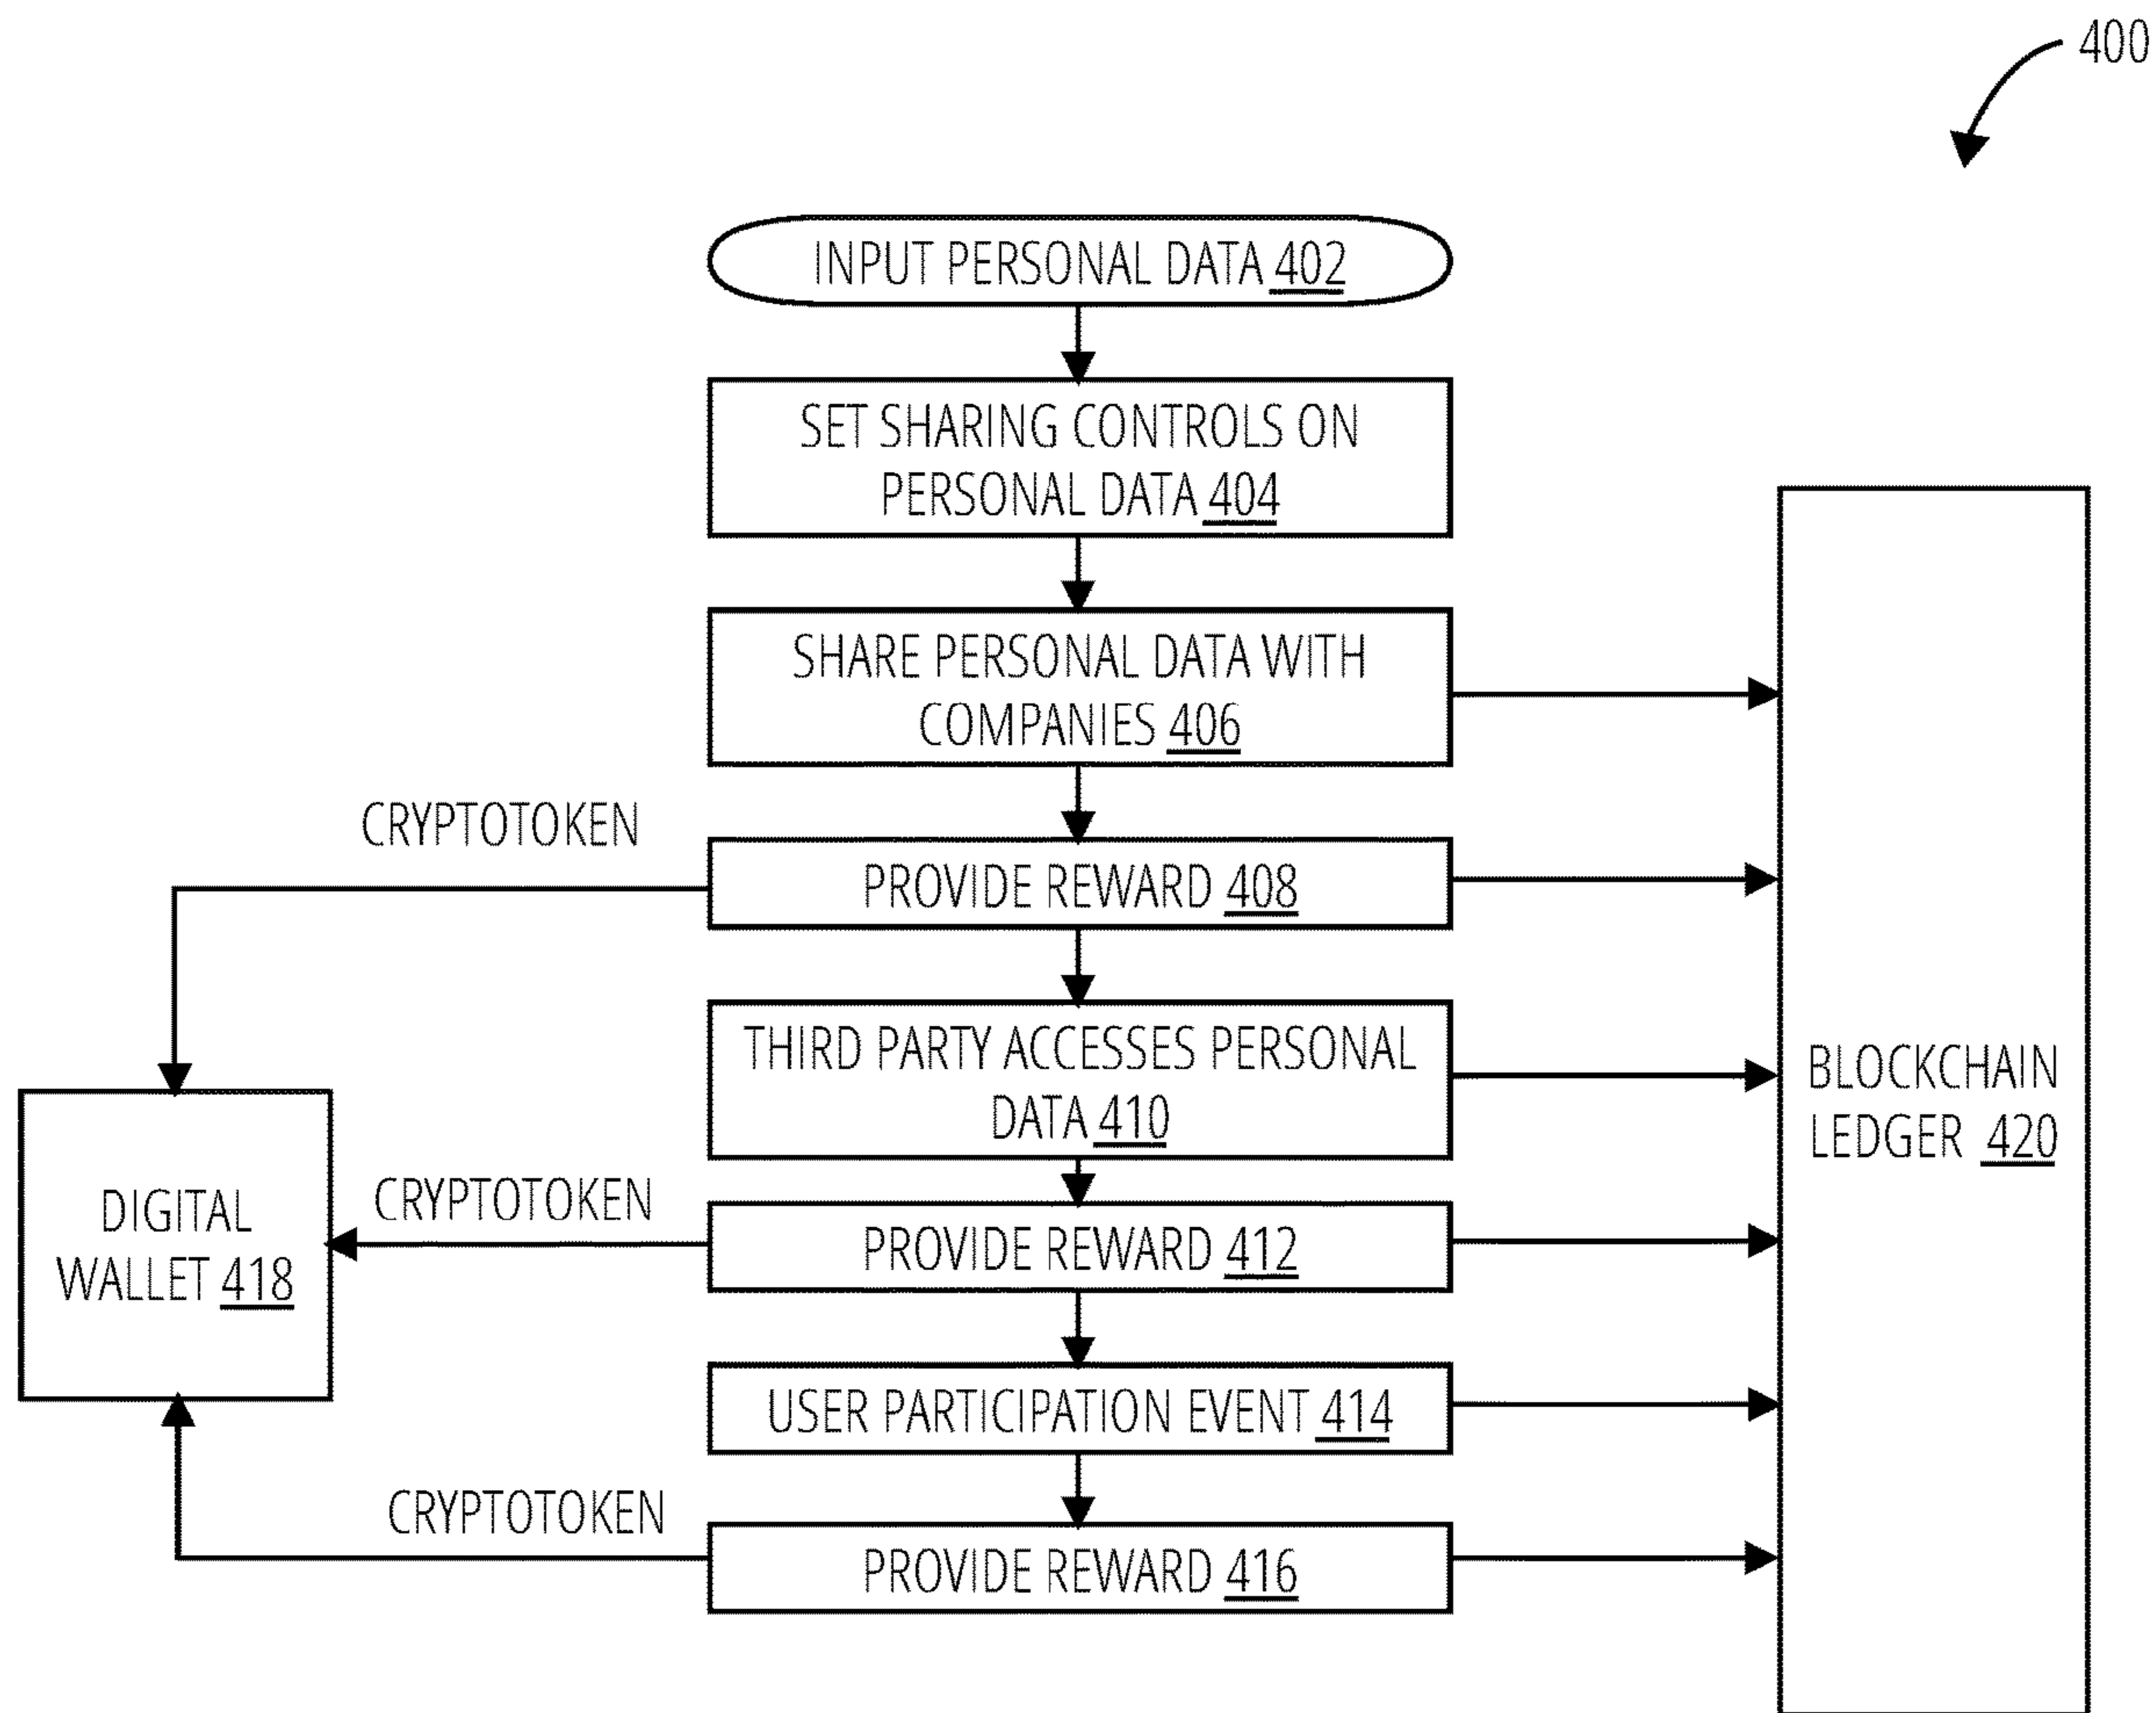 400
INPUT PERSONAL DATA 402
SET SHARING CONTROLS ON
PERSONAL DATA 404
SHARE PERSONAL DATA WITH
COMPANIES 406
CRYPTOTOKEN
PROVIDE REWARD 408
THIRD PARTY ACCESSES PERSONAL
DATA 410
BLOCKCHAIN
LEDGER 420
DIGITAL
WALLET 418
CRYPTOTOKEN
PROVIDE REWARD 412
USER PARTICIPATION EVENT 414
CRYPTOTOKEN
PROVIDE REWARD 416